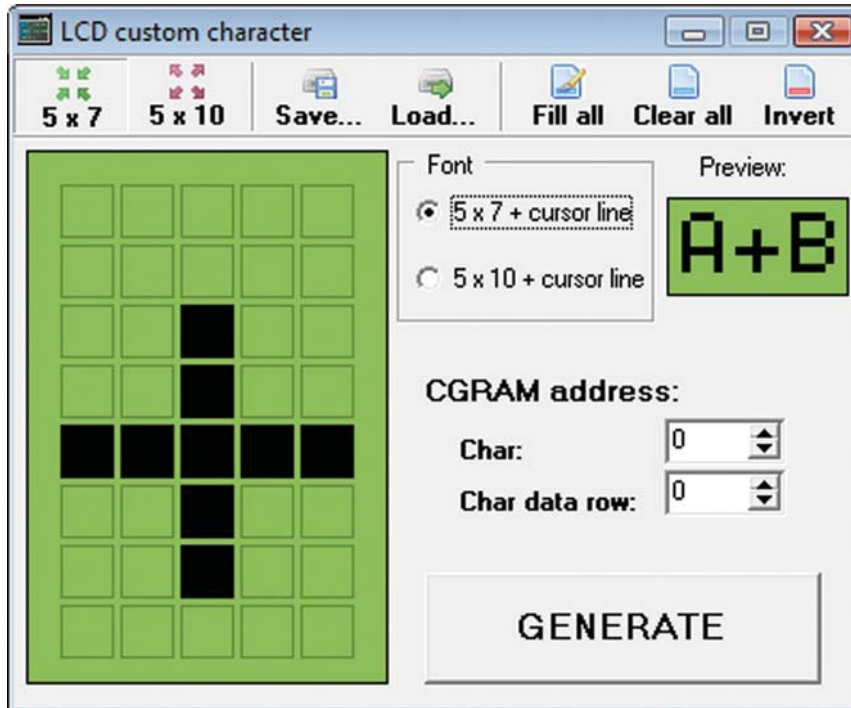 LCD custom character
5 x 7 5 x 10 Save... Load... Fill all Clear all Invert
Font
5 x 7 + cursor line
5 x 10 + cursor line
Preview:
A+B
CGRAM address:
Char: 0
Char data row: 0
GENERATE